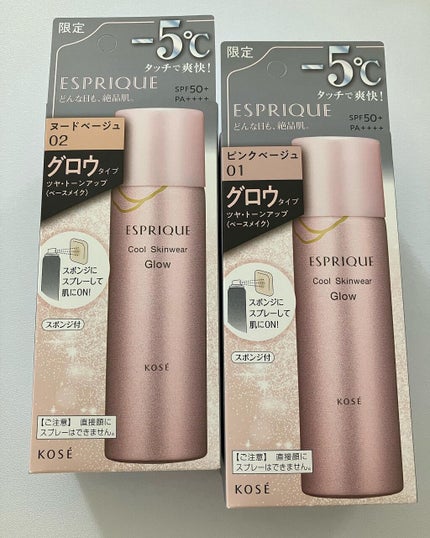 限定
-5℃
タッチで爽快!
ESPRIQUE
どんな日も、絶品肌。
SPF50+
PA++++
ヌードベージュ
02
グロウタイプ
ツヤ・トーンアップ
(ベースメイク)
ESPRIQUE
Cool Skinwear
Glow
スポンジに
スプレーして
肌にON!
スポンジ付
KOSÉ
【ご注意】 直接顔に
スプレーはできません。
KOSÉ
限定
-5℃
タッチで爽快!
ESPRIQUE
どんな日も、絶品肌。
SPF50+
PA++++
ピンクベージュ
01
グロウタイプ
ツヤ・トーンアップ
(ベースメイク)
ESPRIQUE
Cool Skinwear
Glow
スポンジに
スプレーして
肌にON!
スポンジ付
KOSÉ
【ご注意】 直接顔に
スプレーはできません。
KOSÉ